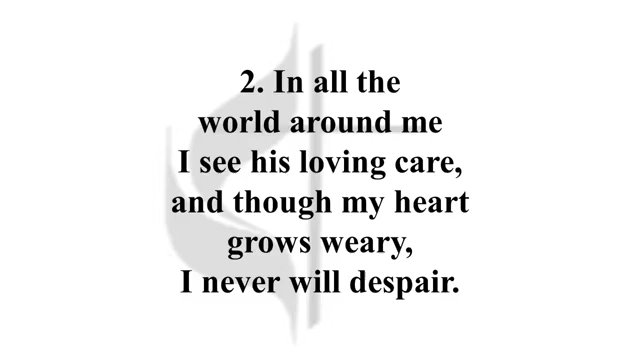 2. In all the
world around me
I see his loving care,
and though my heart
grows weary,
I never will despair.